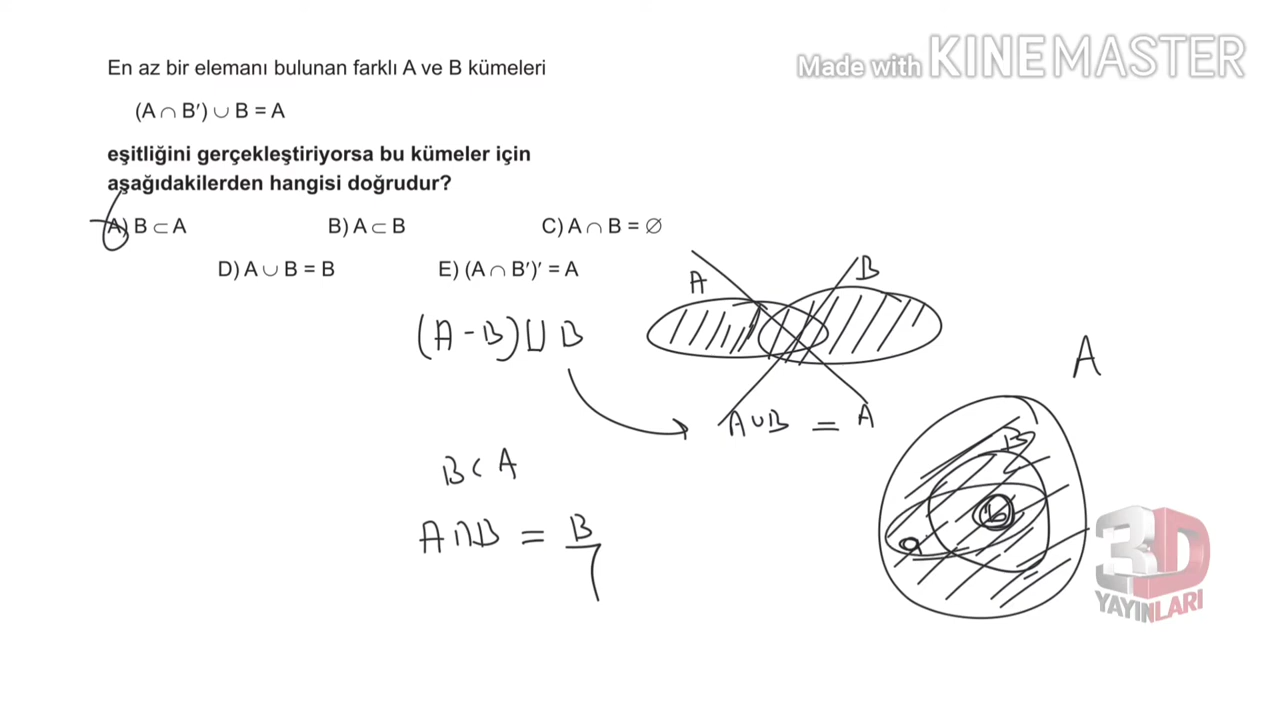 Made with KINEMASTER
En az bir elemanı bulunan farklı A ve B kümeleri
(A ∩ B′) ∪ B = A
eşitliğini gerçekleştiriyorsa bu kümeler için
aşağıdakilerden hangisi doğrudur?
A) B ⊂ A B) A ⊂ B C) A ∩ B = ∅
D) A ∪ B = B E) (A ∩ B′)′ = A
A B
(A - B) ∪ B
A
A ∪ B = A
B
B ⊂ A
b
A ∩ B = B
a
3D
YAYINLARI